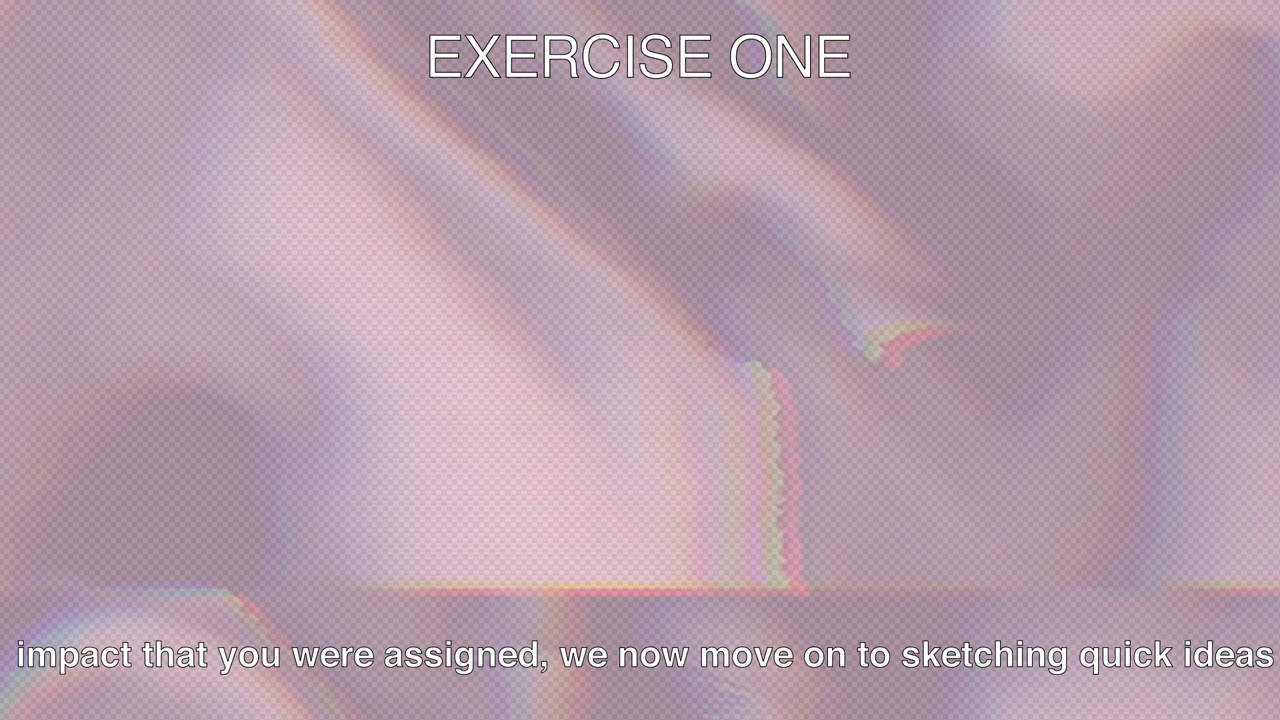 EXERCISE ONE
impact that you were assigned, we now move on to sketching quick ideas